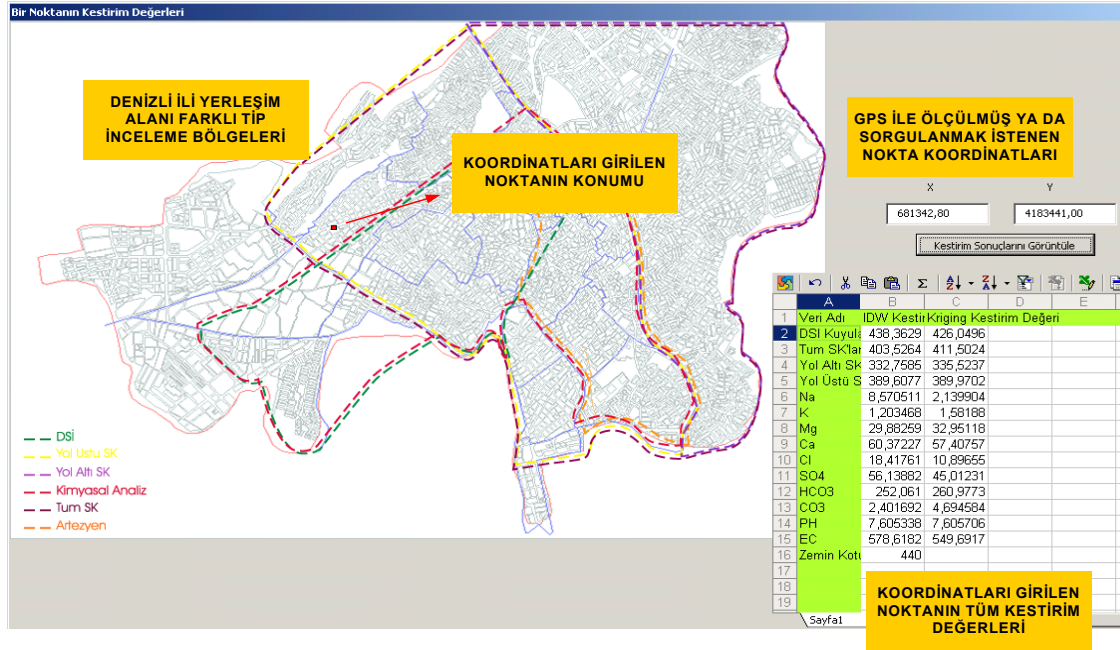 Bir Noktanın Kestirim Değerleri
DENİZLİ İLİ YERLEŞİM
ALANI FARKLI TİP
İNCELEME BÖLGELERİ
KOORDİNATLARI GİRİLEN
NOKTANIN KONUMU
GPS İLE ÖLÇÜLMÜŞ YA DA
SORGULANMAK İSTENEN
NOKTA KOORDİNATLARI
X Y
681342,80 4183441,00
Kestirim Sonuçlarını Görüntüle
A B C D E
1 Veri Adı IDW Kestir Kriging Kestirim Değeri
2 DSI Kuyula 438,3629 426,0496
3 Tum SK'lar 403,5264 411,5024
4 Yol Altı SK 332,7585 335,5237
5 Yol Üstü S 389,6077 389,9702
6 Na 8,570511 2,139904
7 K 1,203468 1,58188
8 Mg 29,88259 32,95118
9 Ca 60,37227 57,40757
10 Cl 18,41761 10,89655
11 SO4 56,13882 45,01231
12 HCO3 252,061 260,9773
13 CO3 2,401692 4,694584
14 PH 7,605338 7,605706
15 EC 578,6182 549,6917
16 Zemin Kotu 440
17
18
19
Sayfa1
KOORDİNATLARI GİRİLEN
NOKTANIN TÜM KESTİRİM
DEĞERLERİ
DSİ
Yol Üstü SK
Yol Altı SK
Kimyasal Analiz
Tum SK
Artezyen